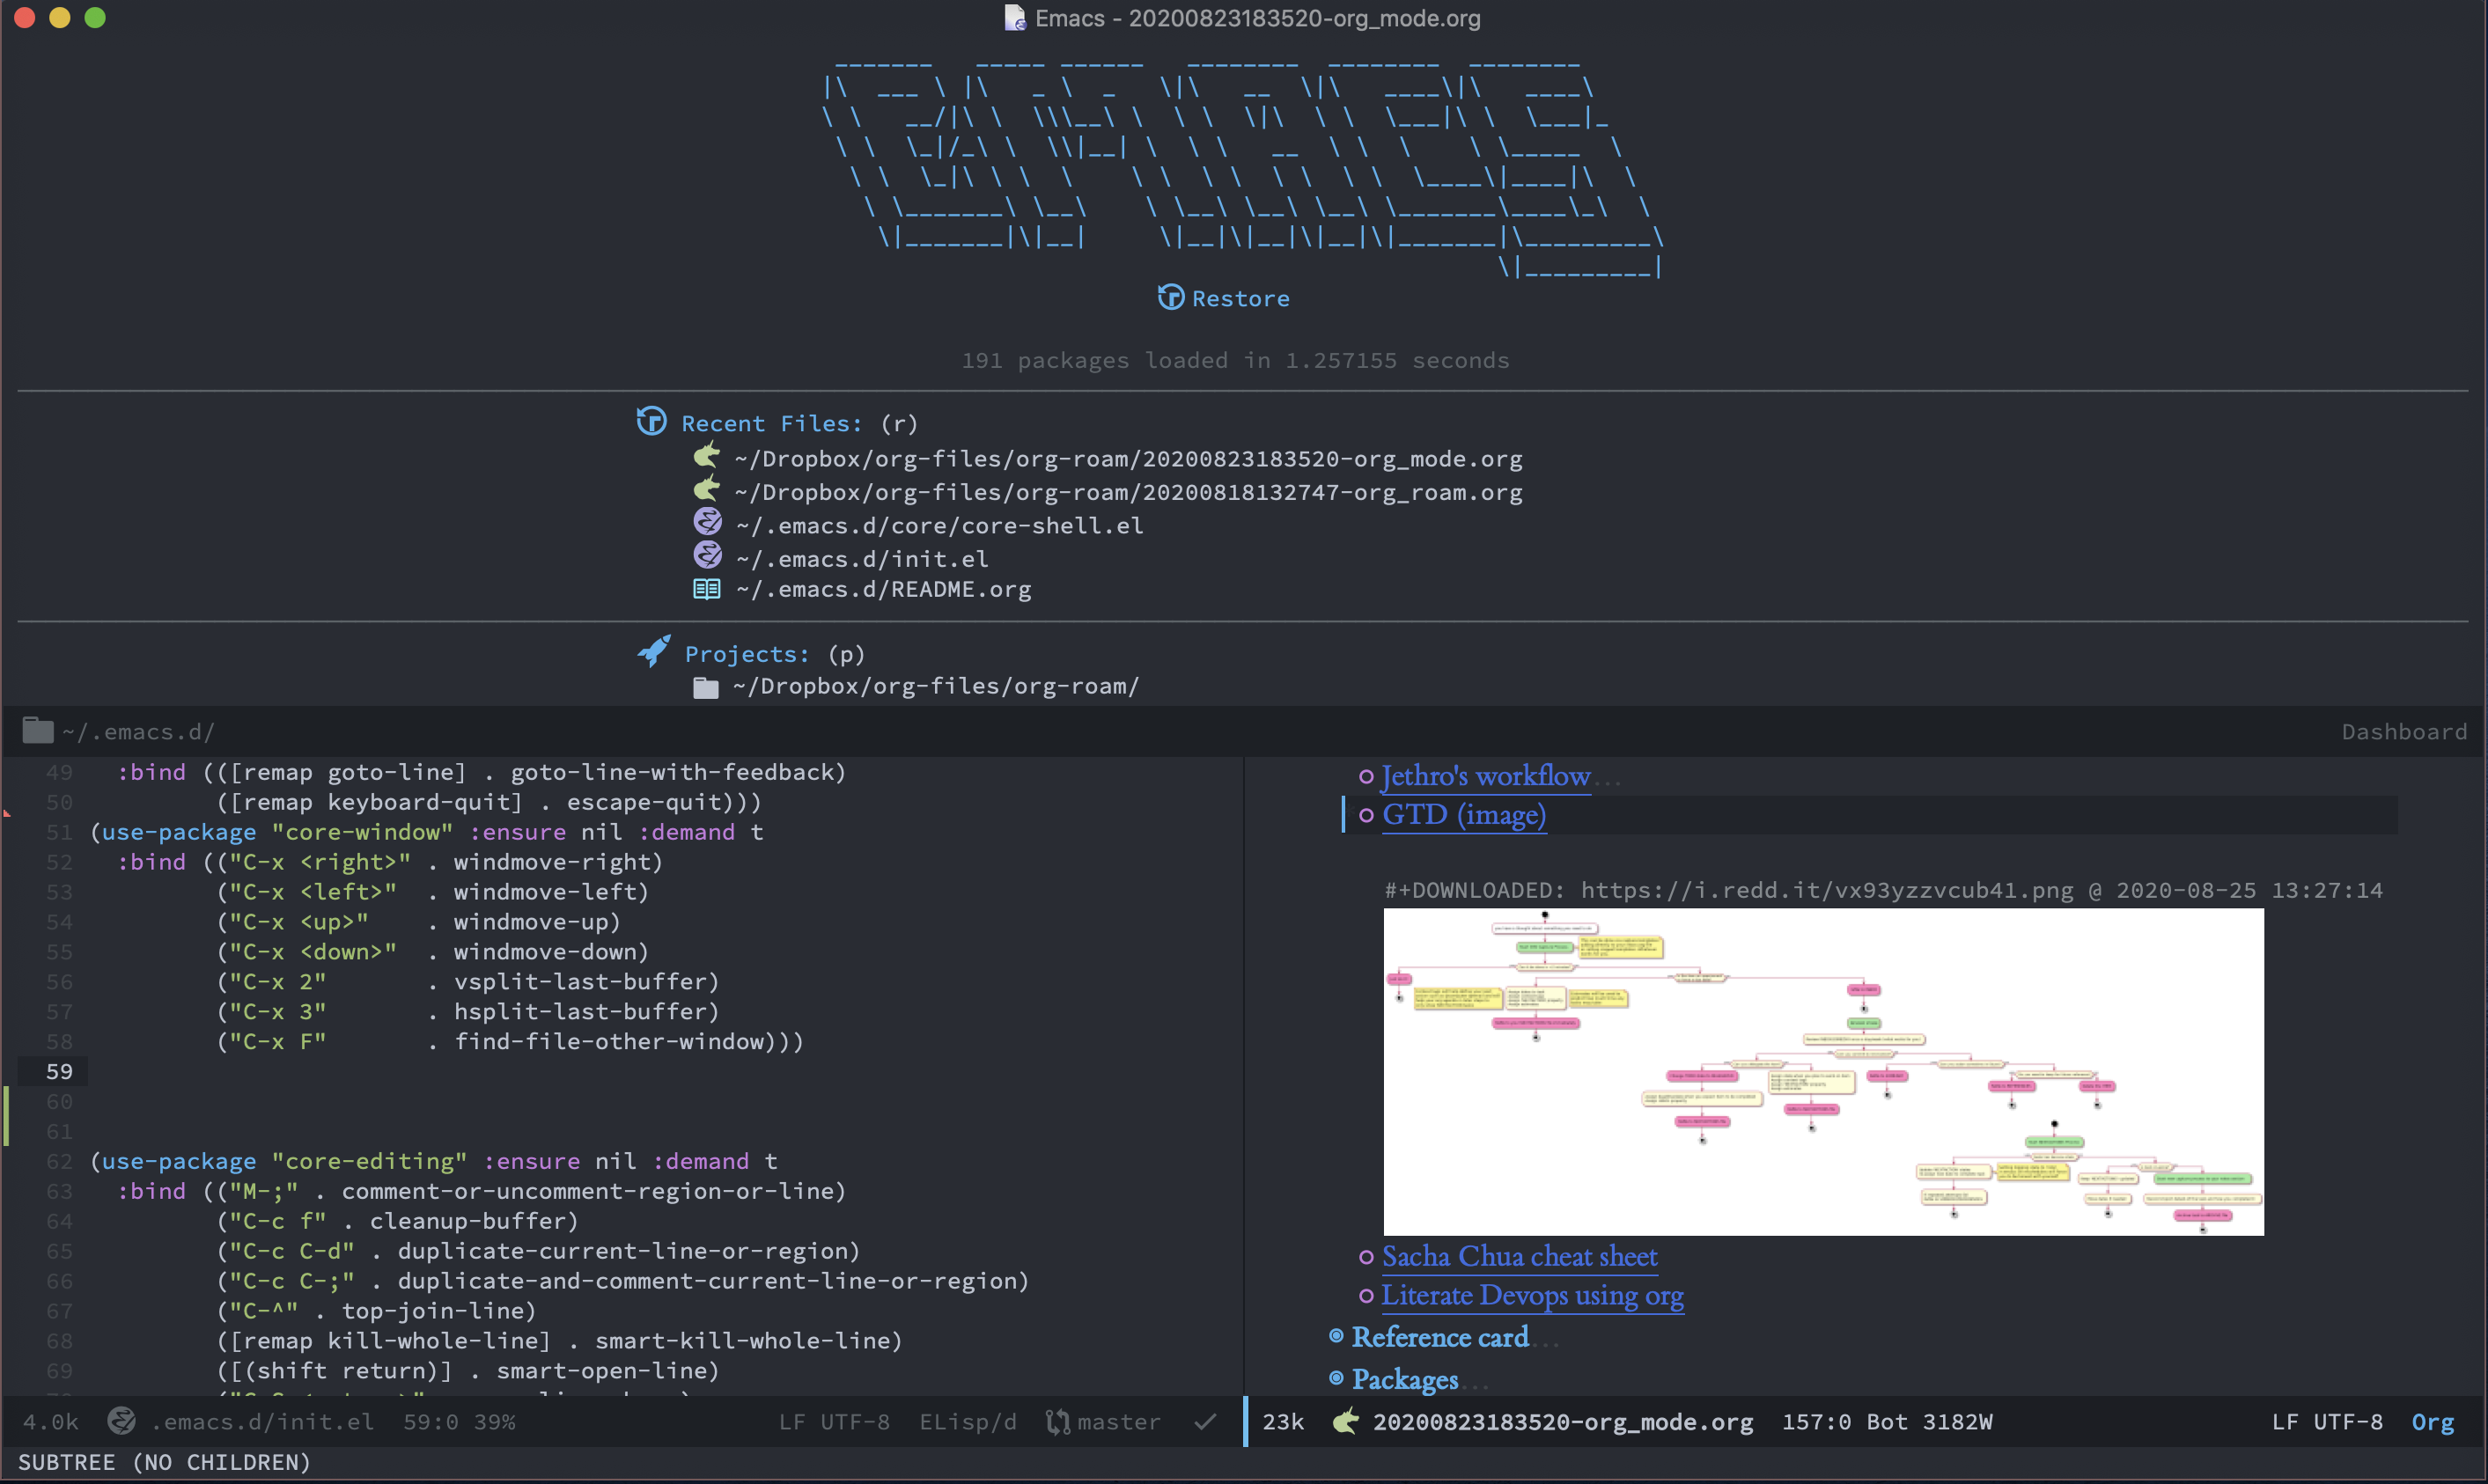 Emacs - 20200823183520-org_mode.org
EMACS
Restore
191 packages loaded in 1.257155 seconds
Recent Files: (r)
~/Dropbox/org-files/org-roam/20200823183520-org_mode.org
~/Dropbox/org-files/org-roam/20200818132747-org_roam.org
~/.emacs.d/core/core-shell.el
~/.emacs.d/init.el
~/.emacs.d/README.org
Projects: (p)
~/Dropbox/org-files/org-roam/
~/.emacs.d/ Dashboard
49 :bind (([remap goto-line] . goto-line-with-feedback)
50 ([remap keyboard-quit] . escape-quit)))
51 (use-package "core-window" :ensure nil :demand t
52 :bind (("C-x <right>" . windmove-right)
53 ("C-x <left>" . windmove-left)
54 ("C-x <up>" . windmove-up)
55 ("C-x <down>" . windmove-down)
56 ("C-x 2" . vsplit-last-buffer)
57 ("C-x 3" . hsplit-last-buffer)
58 ("C-x F" . find-file-other-window)))
59
60
61
62 (use-package "core-editing" :ensure nil :demand t
63 :bind (("M-;" . comment-or-uncomment-region-or-line)
64 ("C-c f" . cleanup-buffer)
65 ("C-c C-d" . duplicate-current-line-or-region)
66 ("C-c C-;" . duplicate-and-comment-current-line-or-region)
67 ("C-^" . top-join-line)
68 ([remap kill-whole-line] . smart-kill-whole-line)
69 ([(shift return)] . smart-open-line)
Jethro's workflow...
GTD (image)
#+DOWNLOADED: https://i.redd.it/vx93yzzvcub41.png @ 2020-08-25 13:27:14
Sacha Chua cheat sheet
Literate Devops using org
Reference card...
Packages...
4.0k .emacs.d/init.el 59:0 39% LF UTF-8 ELisp/d master
23k 20200823183520-org_mode.org 157:0 Bot 3182W LF UTF-8 Org
SUBTREE (NO CHILDREN)